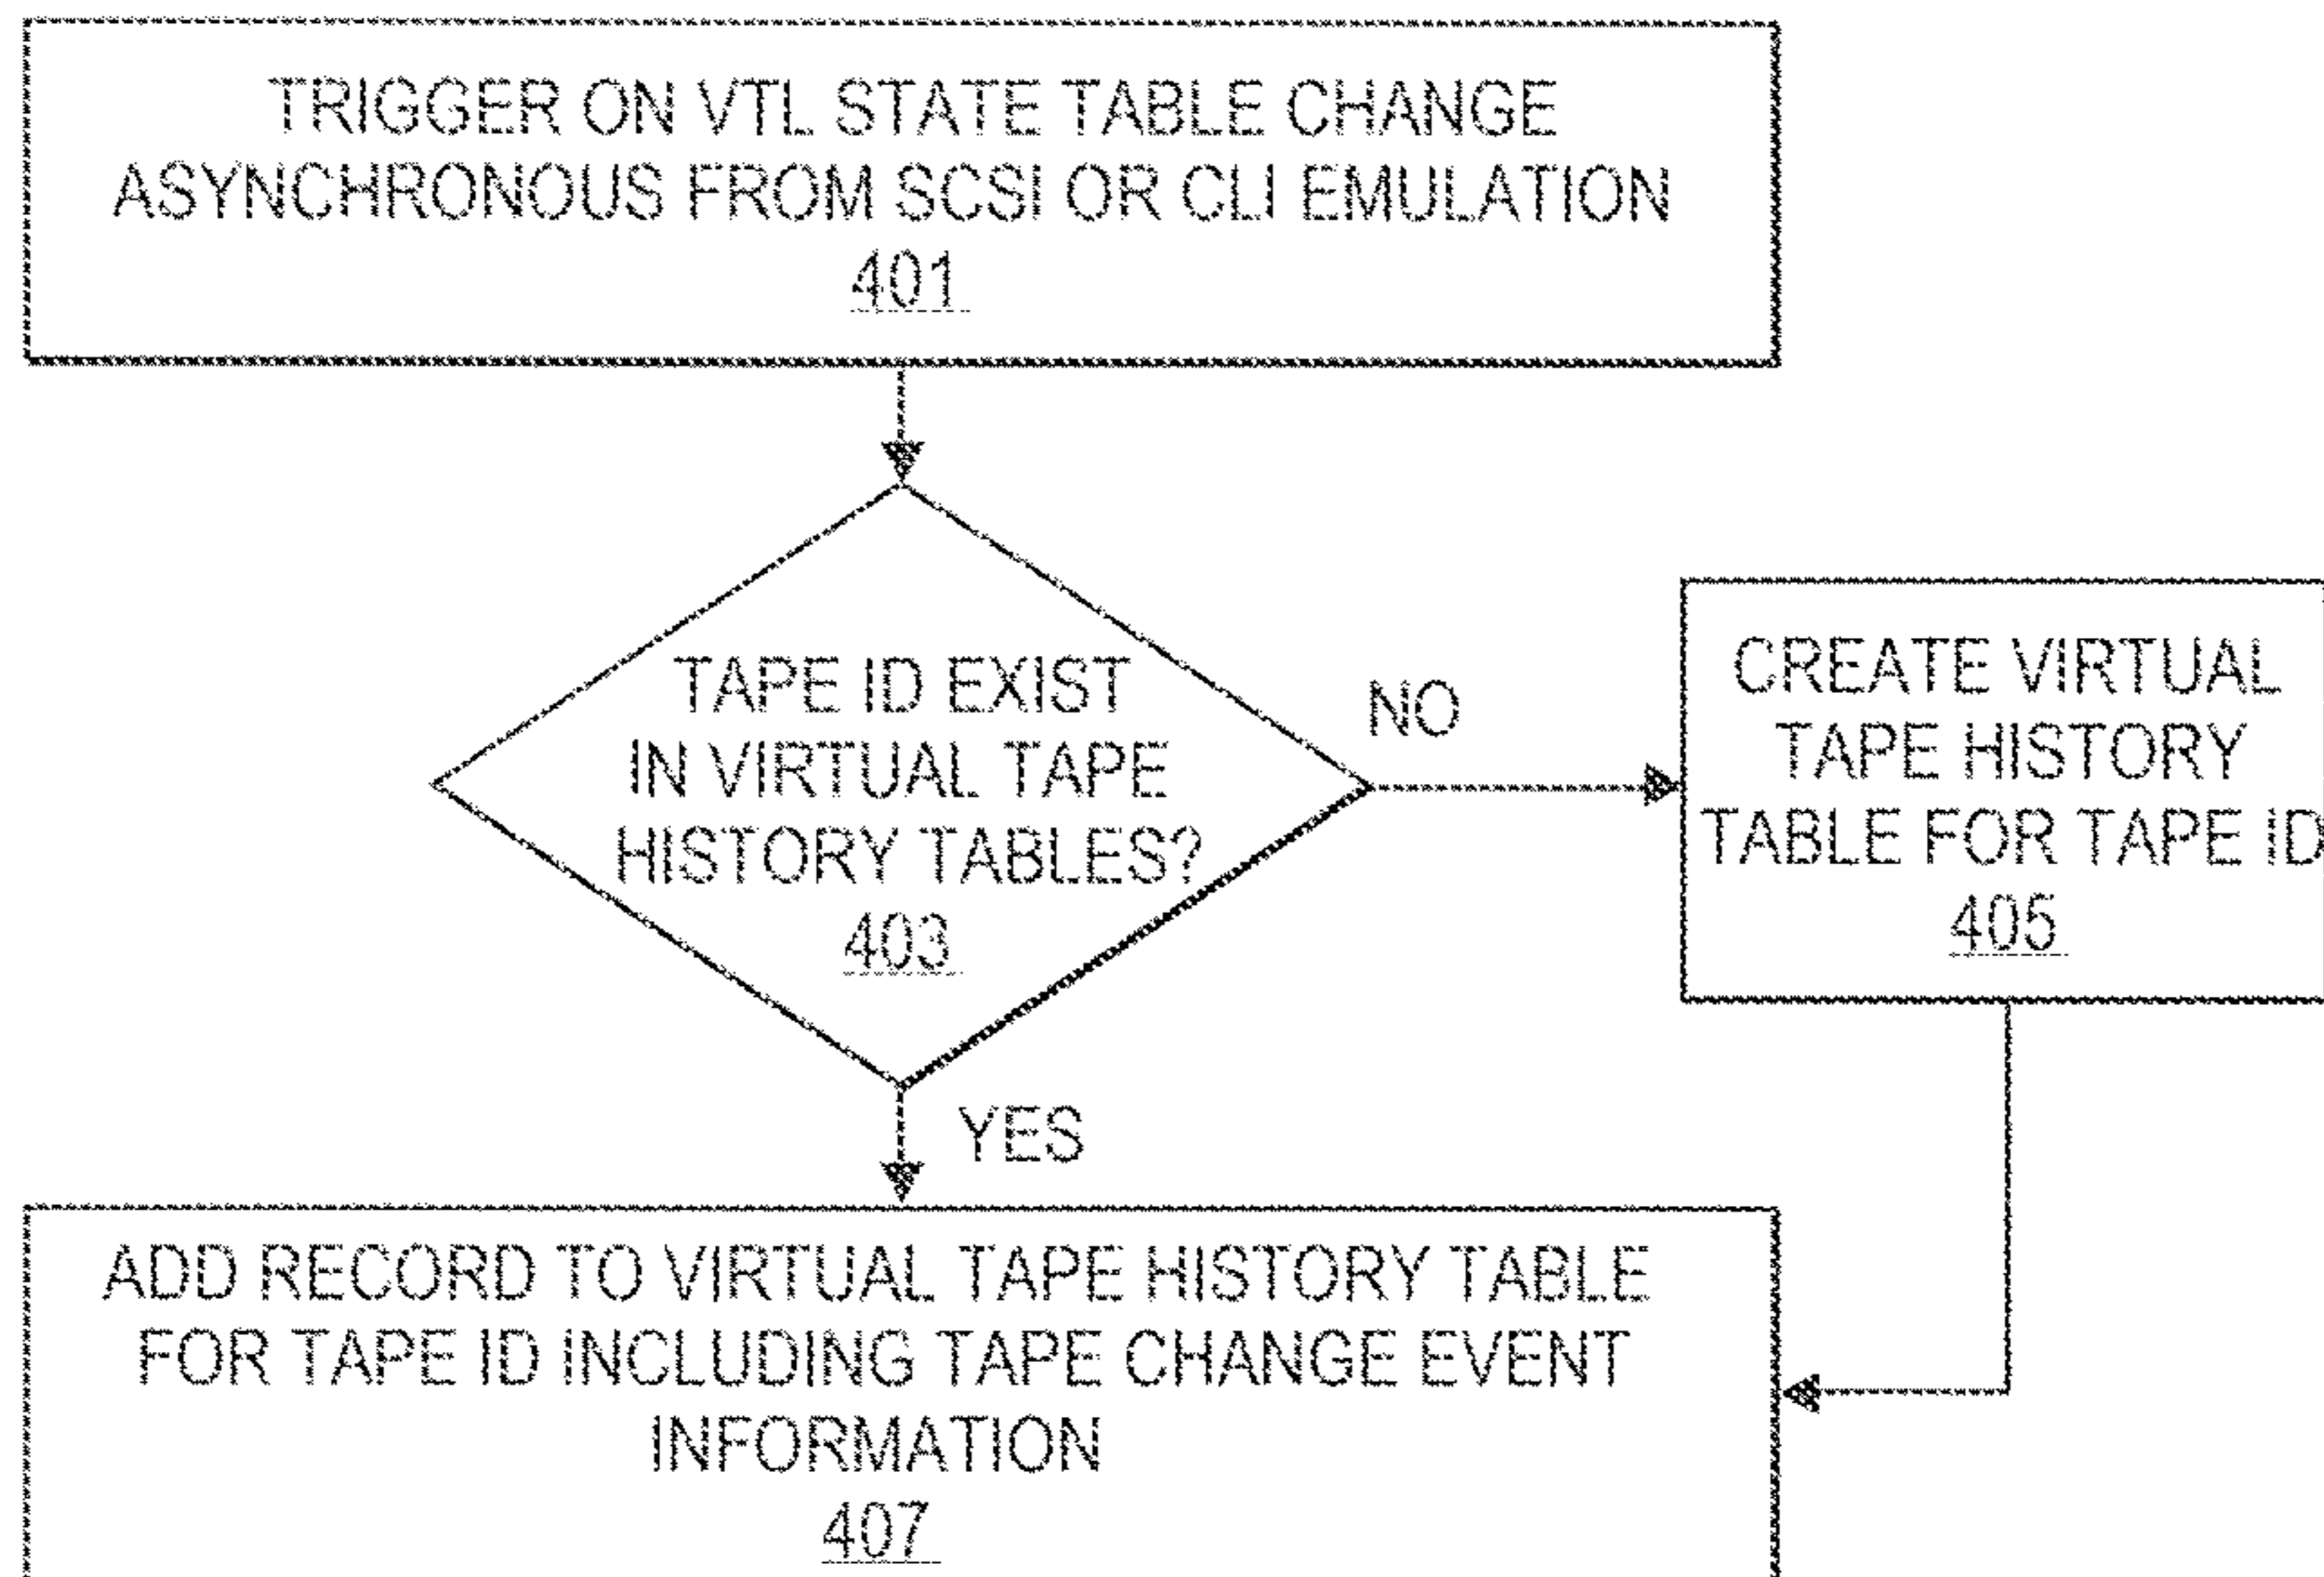 TRIGGER ON VTL STATE TABLE CHANGE
ASYNCHRONOUS FROM SCSI OR CLI EMULATION
401
TAPE ID EXIST
IN VIRTUAL TAPE
HISTORY TABLES?
403
NO
CREATE VIRTUAL
TAPE HISTORY
TABLE FOR TAPE ID
405
YES
ADD RECORD TO VIRTUAL TAPE HISTORY TABLE
FOR TAPE ID INCLUDING TAPE CHANGE EVENT
INFORMATION
407